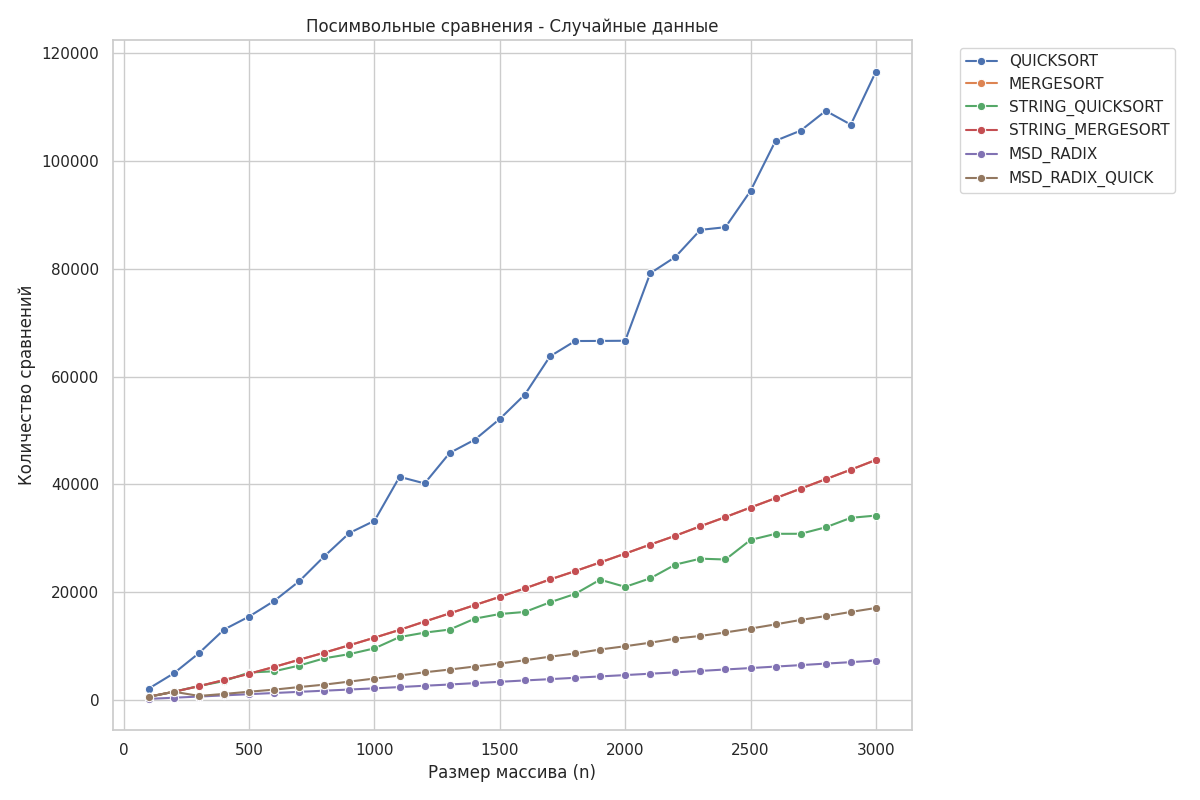 Посимвольные сравнения - Случайные данные
120000
100000
80000
60000
40000
20000
0
Количество сравнений
0 500 1000 1500 2000 2500 3000
Размер массива (n)
QUICKSORT
MERGESORT
STRING_QUICKSORT
STRING_MERGESORT
MSD_RADIX
MSD_RADIX_QUICK